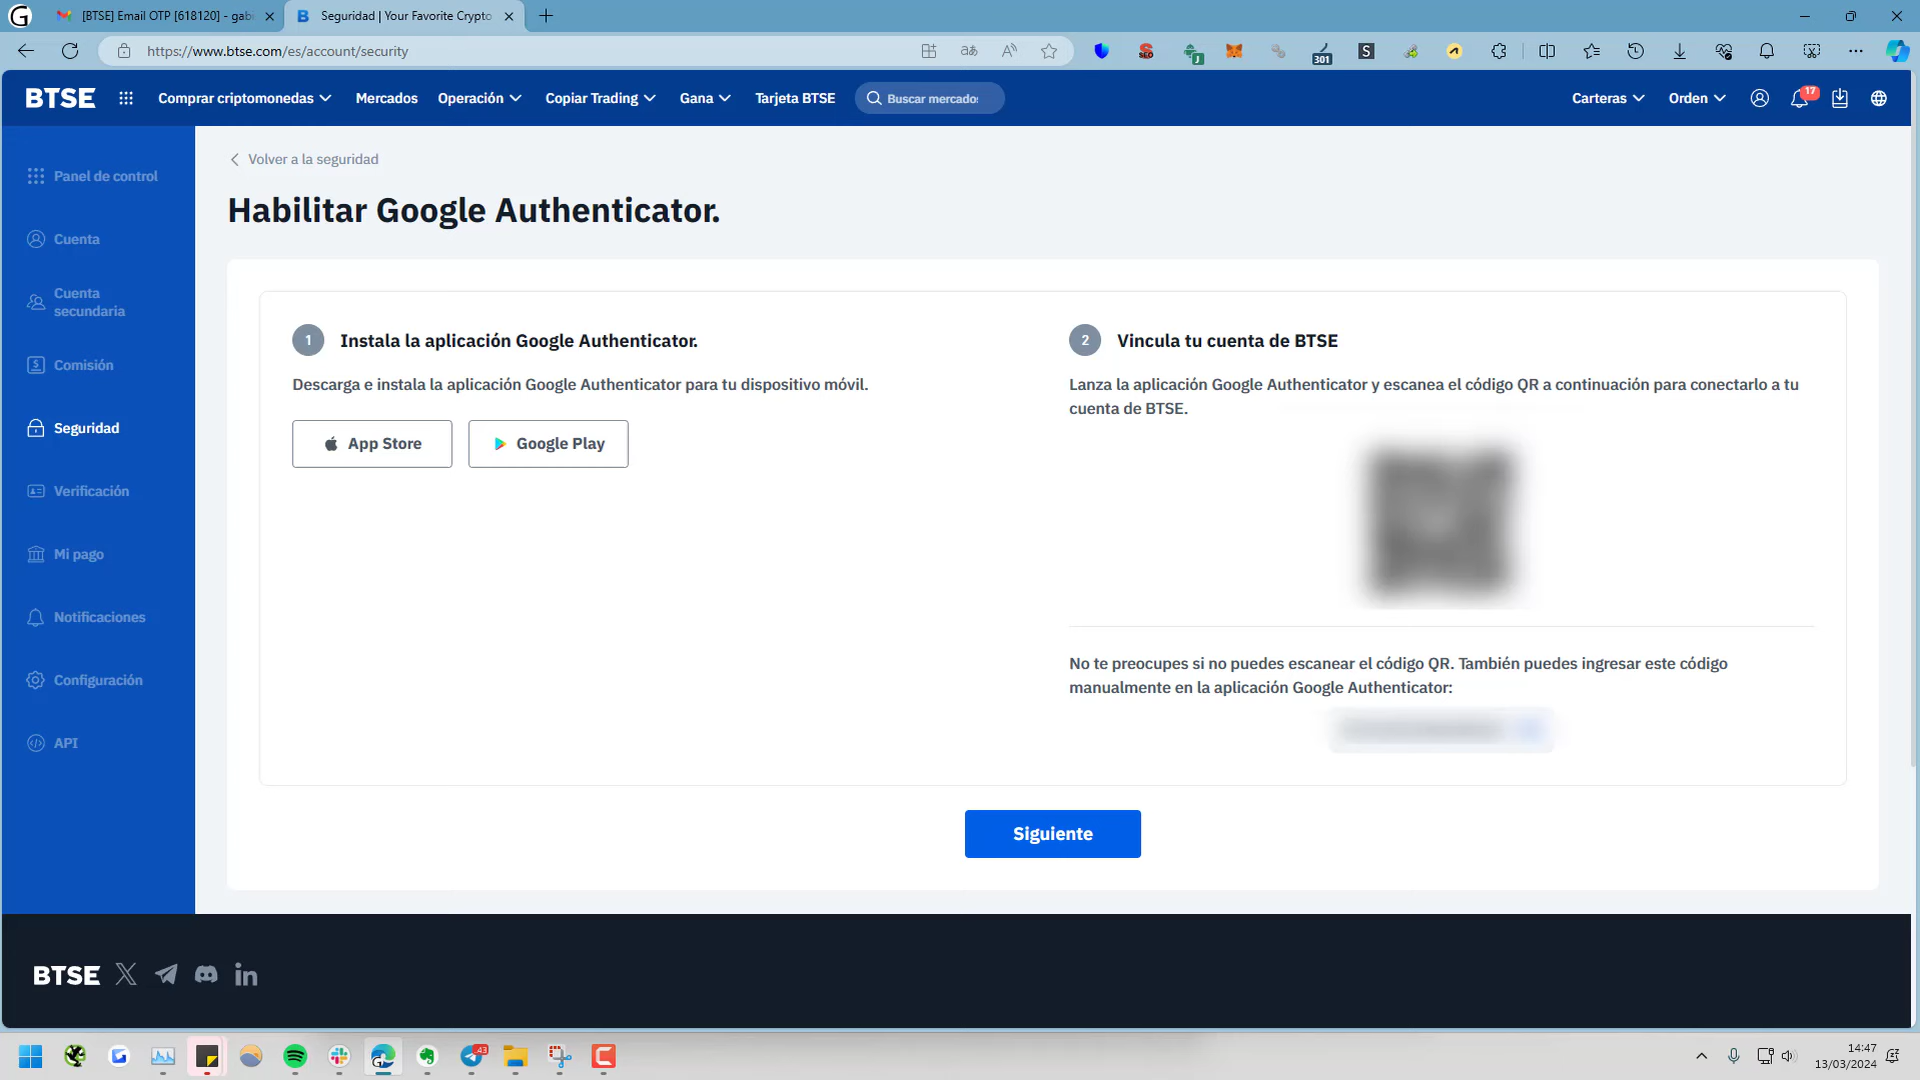 [BTSE] Email OTP [618120] - gab
Seguridad | Your Favorite Crypto
https://www.btse.com/es/account/security
301
BTSE
Comprar criptomonedas
Mercados
Operación
Copiar Trading
Gana
Tarjeta BTSE
Buscar mercado
Carteras
Orden
17
Panel de control
Cuenta
Cuenta
secundaria
Comisión
Seguridad
Verificación
Mi pago
Notificaciones
Configuración
API
Volver a la seguridad
Habilitar Google Authenticator.
1
Instala la aplicación Google Authenticator.
Descarga e instala la aplicación Google Authenticator para tu dispositivo móvil.
App Store
Google Play
2
Vincula tu cuenta de BTSE
Lanza la aplicación Google Authenticator y escanea el código QR a continuación para conectarlo a tu
cuenta de BTSE.
No te preocupes si no puedes escanear el código QR. También puedes ingresar este código
manualmente en la aplicación Google Authenticator:
Siguiente
BTSE
43
14:47
13/03/2024